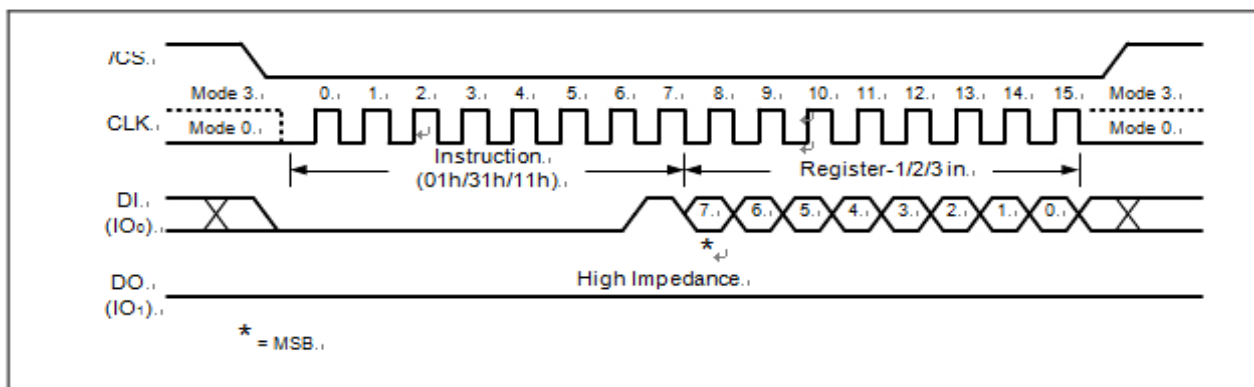 /CS
Mode 3 0 1 2 3 4 5 6 7 8 9 10 11 12 13 14 15 Mode 3
CLK
Mode 0 Mode 0
Instruction
(01h/31h/11h)
Register-1/2/3 in
DI
(IO₀)
7 6 5 4 3 2 1 0
*
High Impedance
DO
(IO₁)
* = MSB